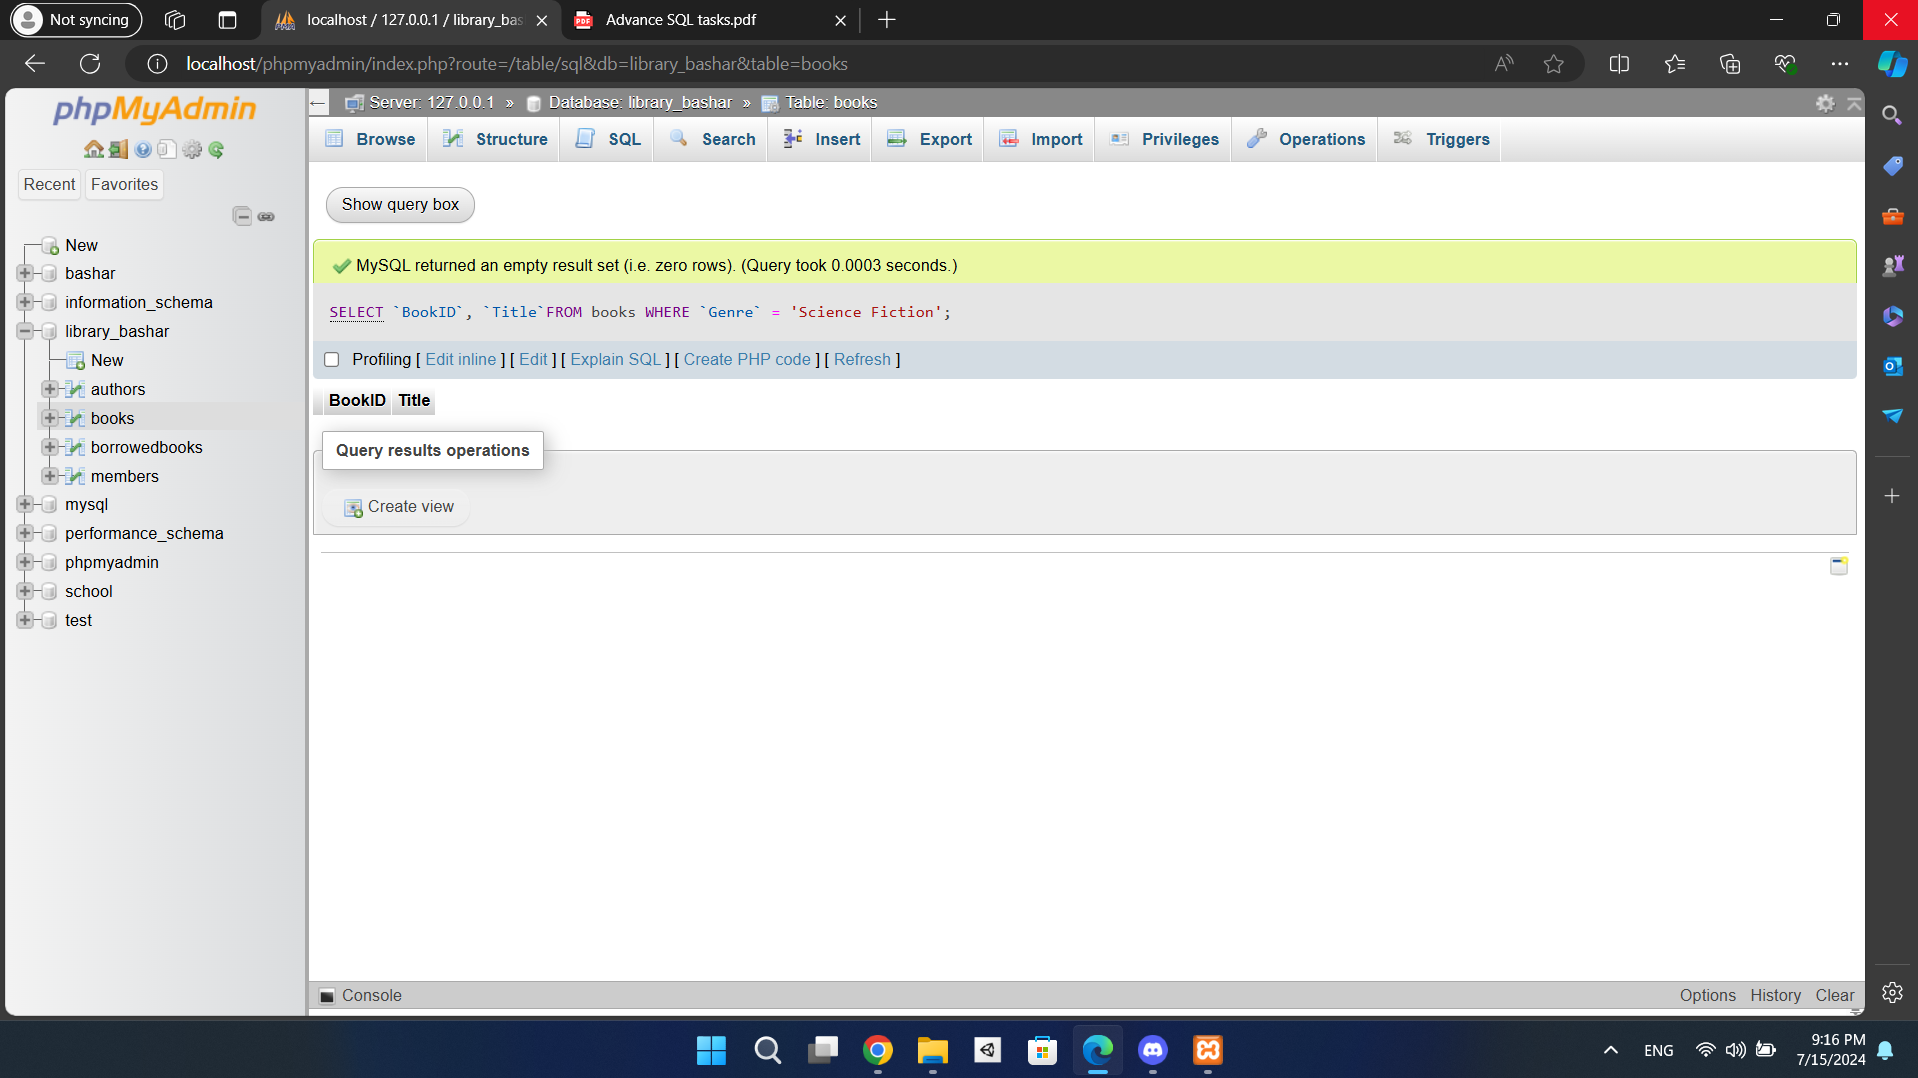 Not syncing
localhost / 127.0.0.1 / library_bas
Advance SQL tasks.pdf
localhost/phpmyadmin/index.php?route=/table/sql&db=library_bashar&table=books
phpMyAdmin
Recent
Favorites
New
bashar
information_schema
library_bashar
New
authors
books
borrowedbooks
members
mysql
performance_schema
phpmyadmin
school
test
Server: 127.0.0.1 » Database: library_bashar » Table: books
Browse Structure SQL Search Insert Export Import Privileges Operations Triggers
Show query box
MySQL returned an empty result set (i.e. zero rows). (Query took 0.0003 seconds.)
SELECT `BookID`, `Title`FROM books WHERE `Genre` = 'Science Fiction';
Profiling [ Edit inline ] [ Edit ] [ Explain SQL ] [ Create PHP code ] [ Refresh ]
BookID Title
Query results operations
Create view
Console
Options History Clear
ENG
9:16 PM
7/15/2024